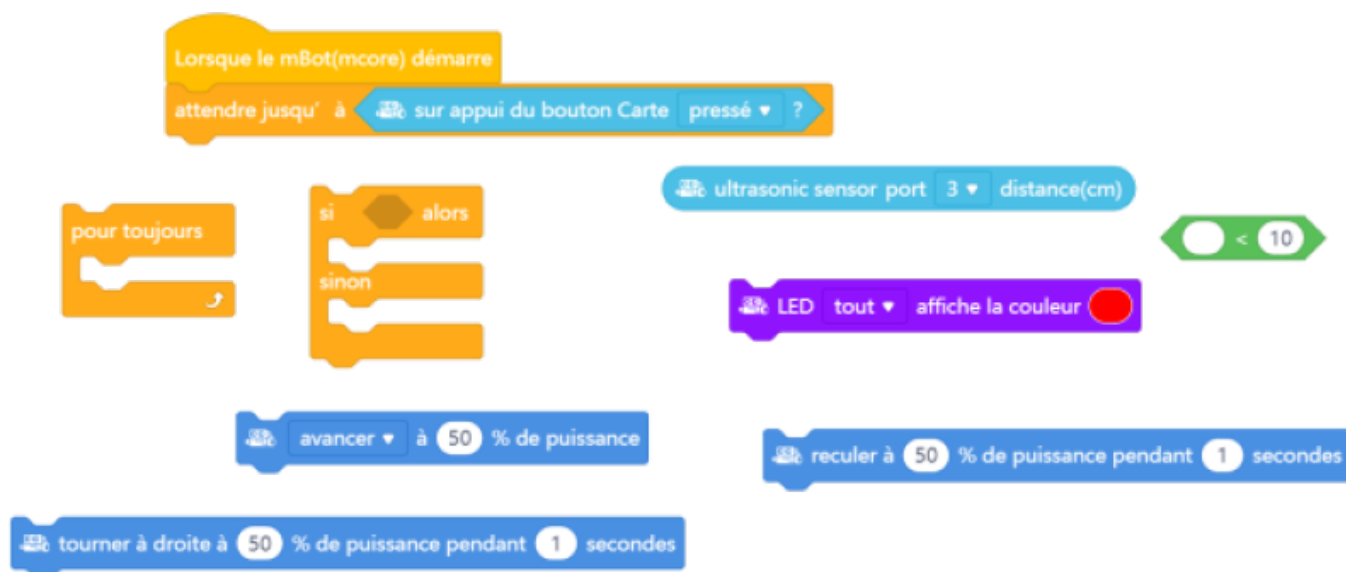 Lorsque le mBot(mcore) démarre
attendre jusqu' à sur appui du bouton Carte pressé ▾ ?
ultrasonic sensor port 3 ▾ distance(cm)
si alors
sinon
pour toujours
< 10
LED tout ▾ affiche la couleur
avancer ▾ à 50 % de puissance
reculer à 50 % de puissance pendant 1 secondes
tourner à droite à 50 % de puissance pendant 1 secondes